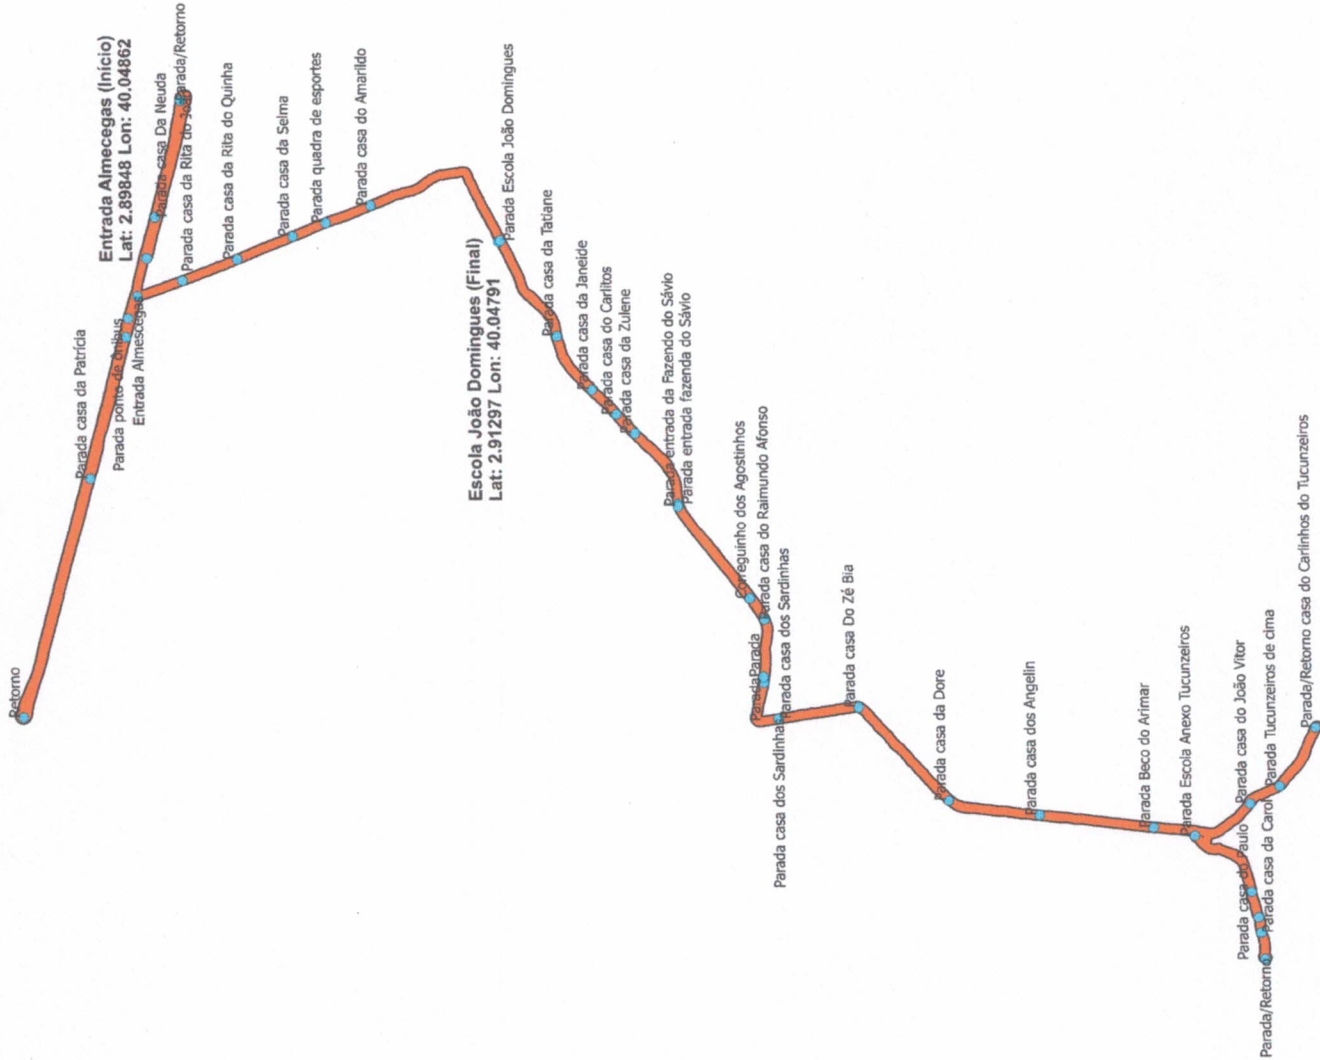 Retorno
Parada casa da Patrícia
Parada ponto de ônibus
Entrada Almescegas
Entrada Almecegas (Início)
Lat: 2.89848 Lon: 40.04862
Parada casa Da Neuda
Parada/Retorno
Parada casa da Rita do João
Parada casa da Rita do Quinha
Parada casa da Selma
Parada quadra de esportes
Parada casa do Amarildo
Escola João Domingues (Final)
Lat: 2.91297 Lon: 40.04791
Parada Escola João Domingues
Parada casa da Tatiane
Parada casa da Janeide
Parada casa do Carlitos
Parada casa da Zulene
Parada entrada da Fazendo do Sávio
Parada entrada fazenda do Sávio
Correguinho dos Agostinhos
Parada casa do Raimundo Afonso
Parada
Parada
Parada casa dos Sardinhas
Parada casa dos Sardinhas
Parada casa Do Zé Bia
Parada casa da Dore
Parada casa dos Angelin
Parada Beco do Arimar
Parada Escola Anexo Tucunzeiros
Parada casa do João Vitor
Parada casa do Paulo
Parada Tucunzeiros de cima
Parada casa da Carol
Parada/Retorno
Parada/Retorno casa do Carlinhos do Tucunzeiros